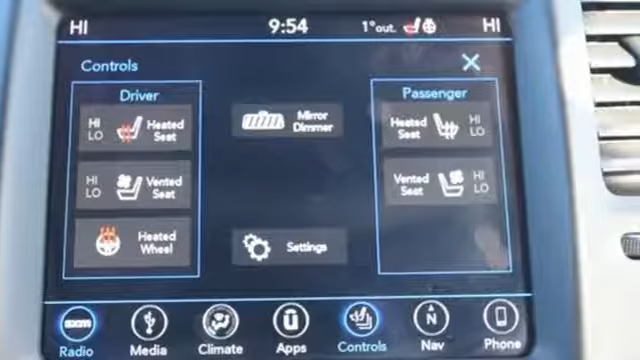 HI 9:54 1°out. HI
Controls
Driver
HI
LO
Heated
Seat
HI
LO
Vented
Seat
Heated
Wheel
Mirror
Dimmer
Settings
Passenger
Heated
Seat
HI
LO
Vented
Seat
HI
LO
sxm
N
Radio Media Climate Apps Controls Nav Phone